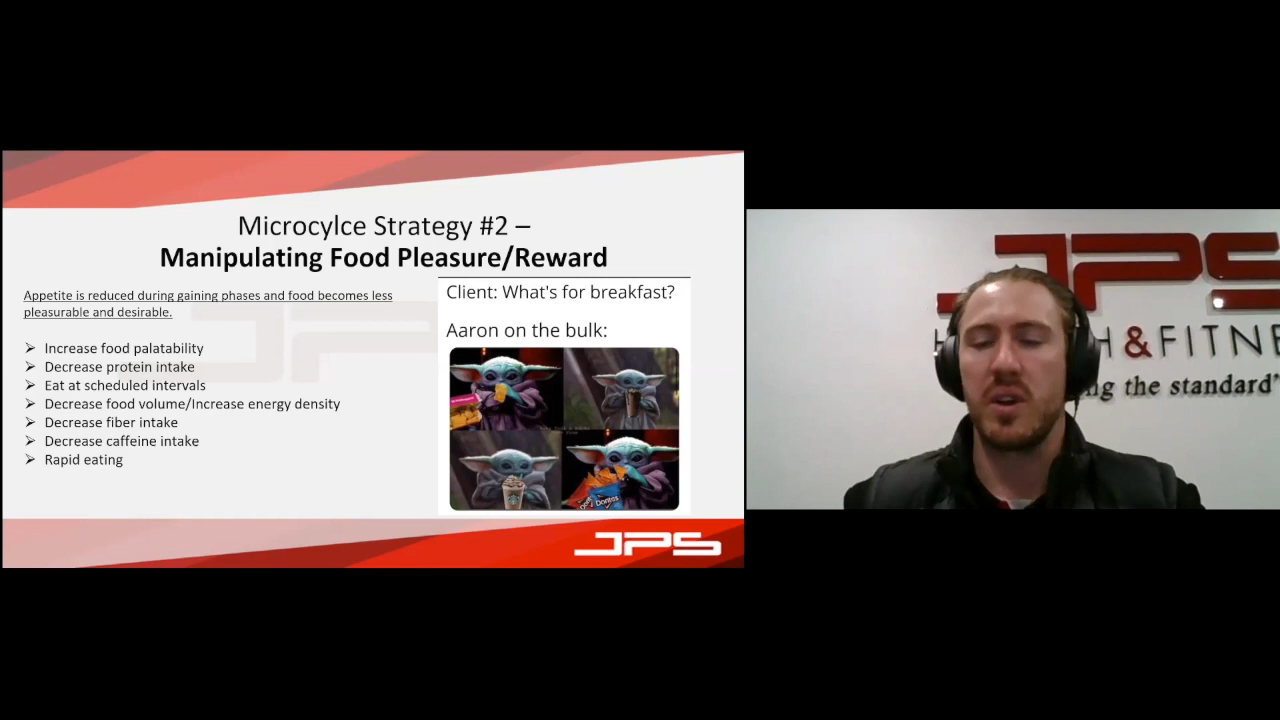 Microcylce Strategy #2 –
Manipulating Food Pleasure/Reward
Appetite is reduced during gaining phases and food becomes less
pleasurable and desirable.
Increase food palatability
Decrease protein intake
Eat at scheduled intervals
Decrease food volume/Increase energy density
Decrease fiber intake
Decrease caffeine intake
Rapid eating
Client: What's for breakfast?
Aaron on the bulk:
Doritos
JPS
JPS
H&FITNE
ng the standard"